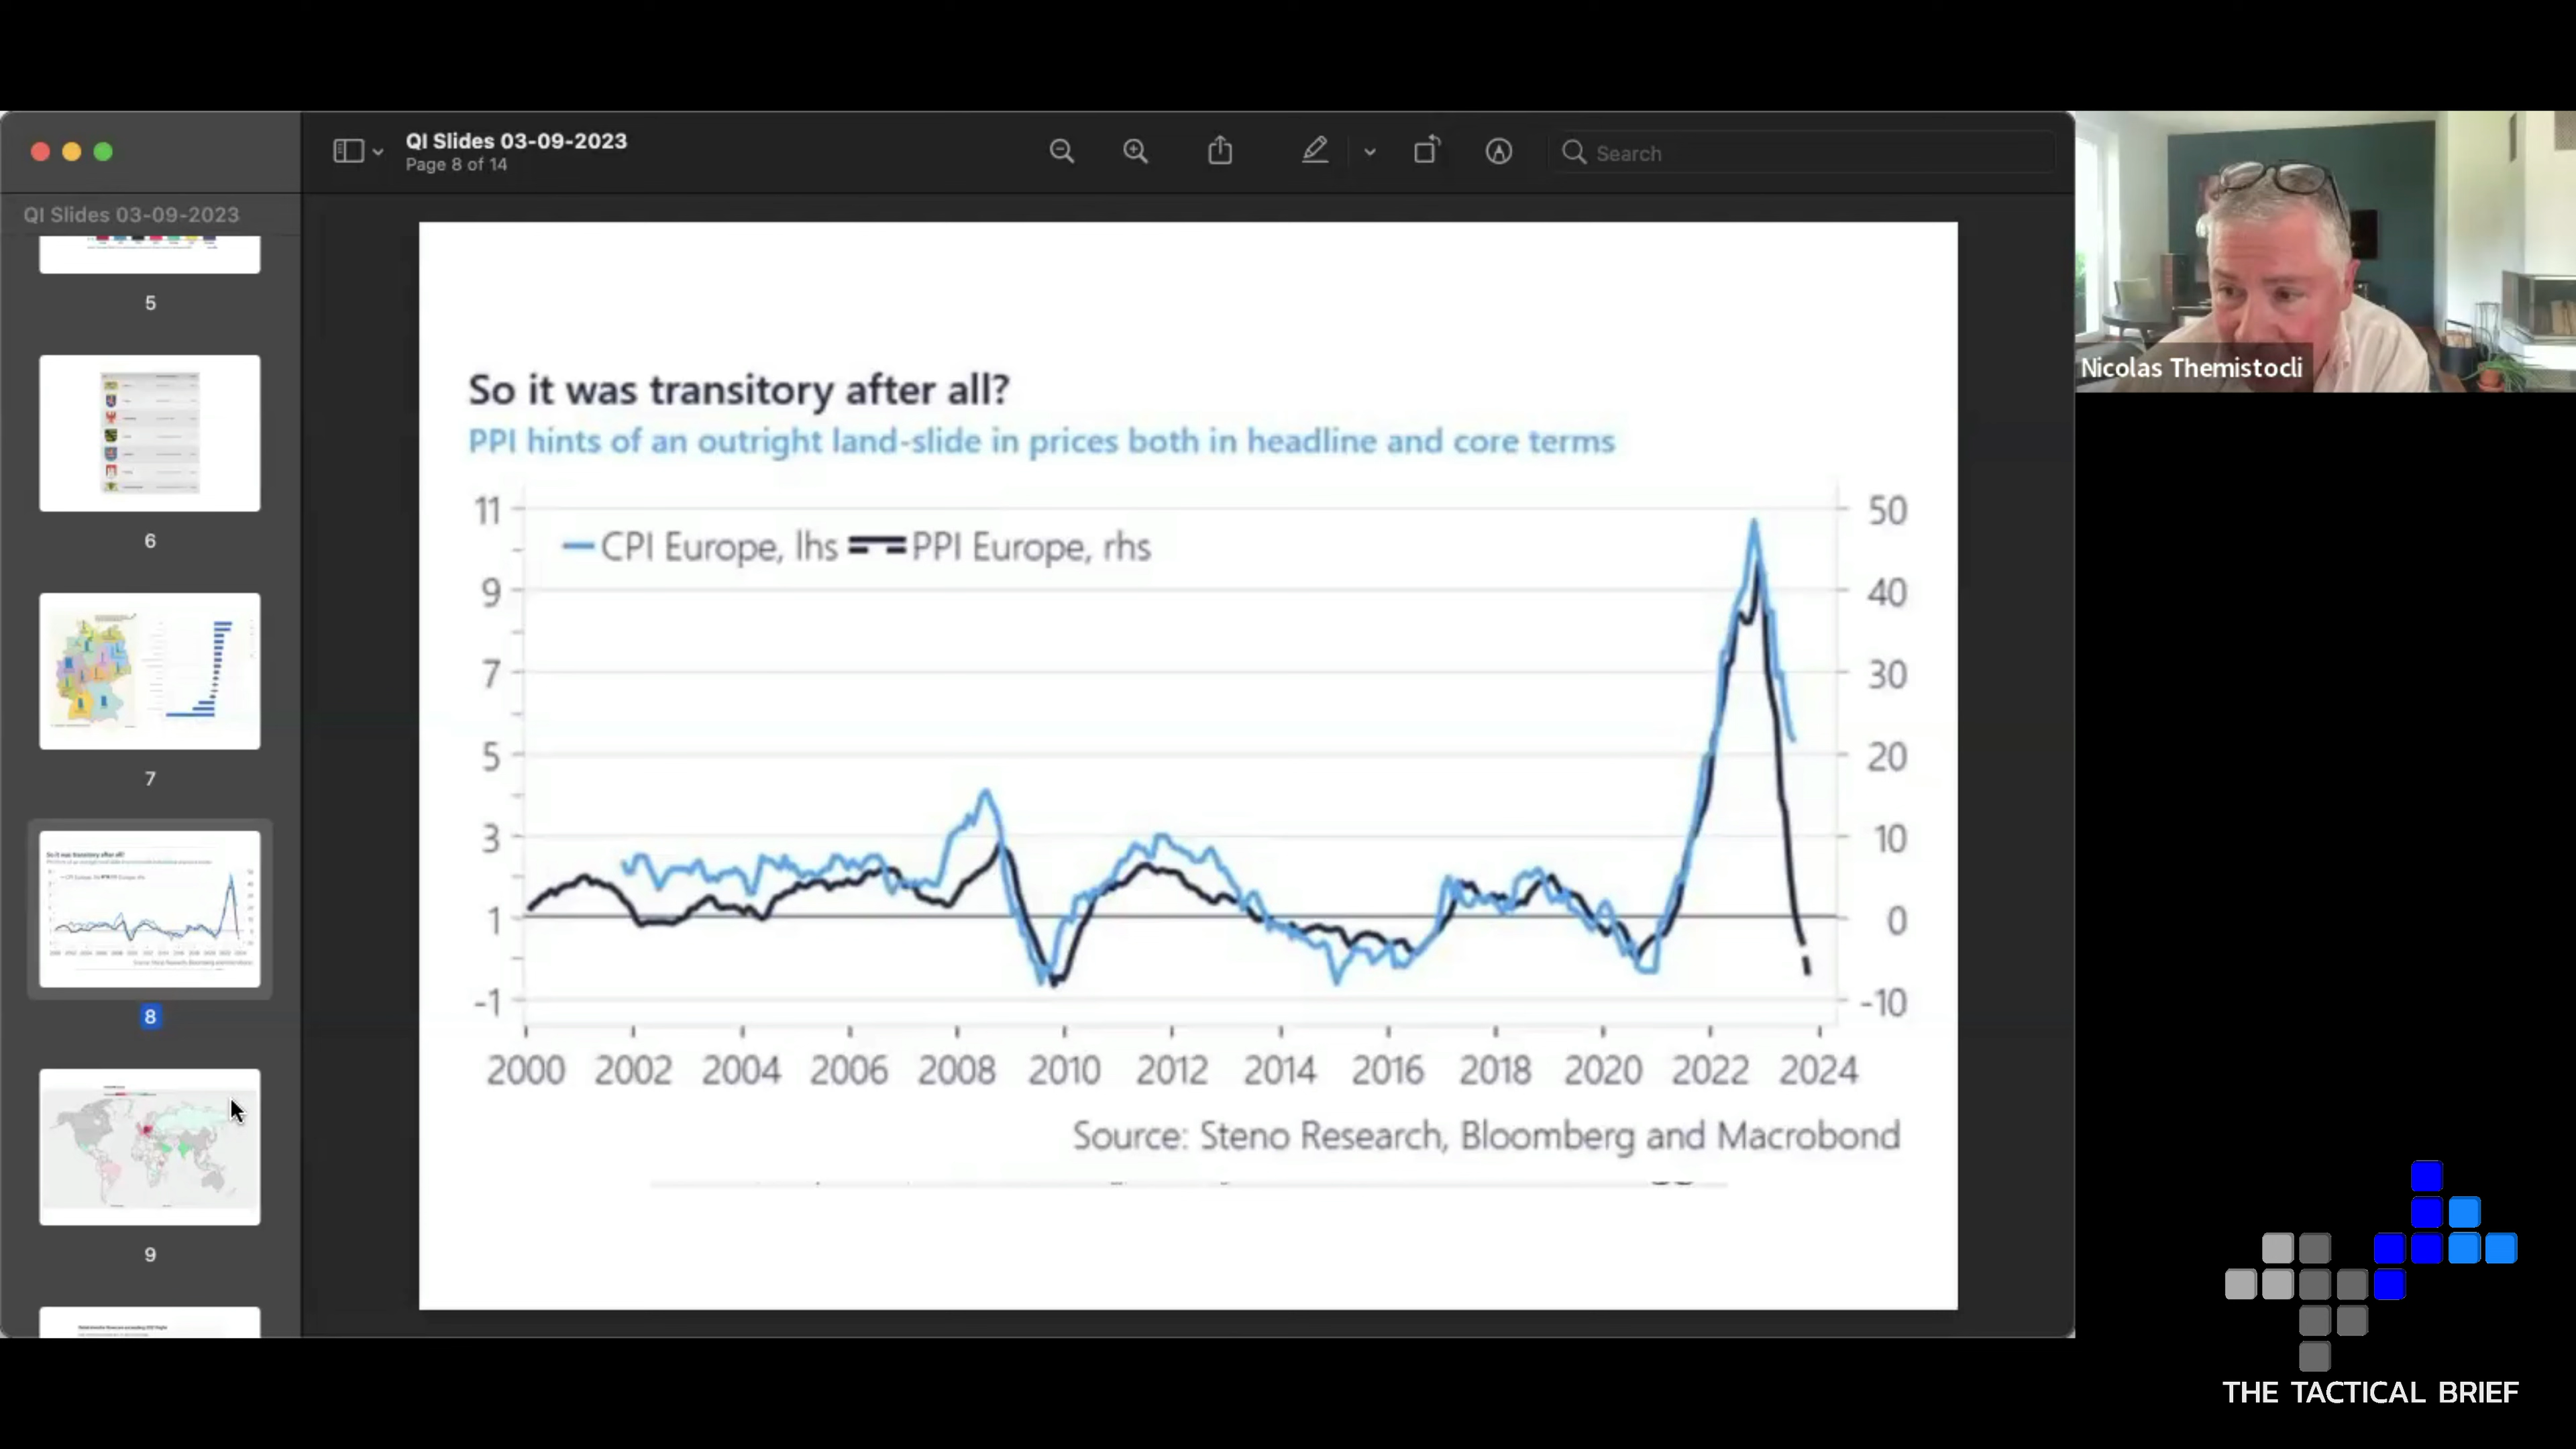 QI Slides 03-09-2023
Page 8 of 14
Search
QI Slides 03-09-2023
5
6
7
8
9
So it was transitory after all?
PPI hints of an outright land-slide in prices both in headline and core terms
CPI Europe, lhs PPI Europe, rhs
11
9
7
5
3
1
-1
50
40
30
20
10
0
-10
2000 2002 2004 2006 2008 2010 2012 2014 2016 2018 2020 2022 2024
Source: Steno Research, Bloomberg and Macrobond
Nicolas Themistocli
THE TACTICAL BRIEF